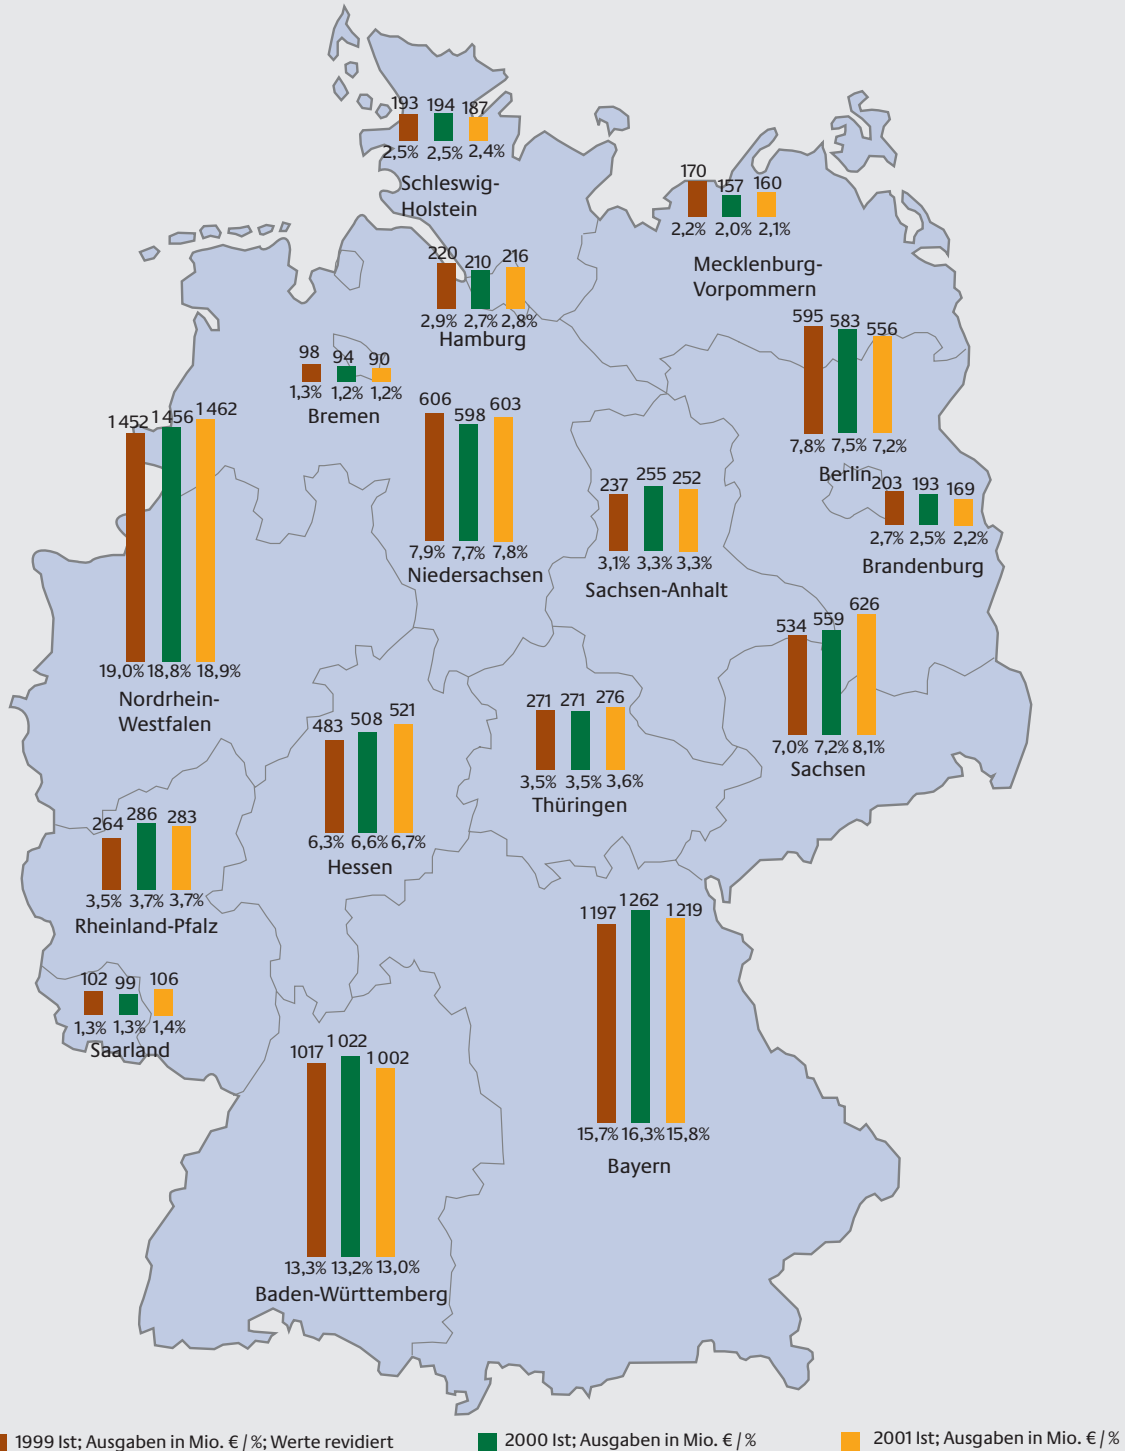 193 194 187
2,5% 2,5% 2,4%
Schleswig-
Holstein
170 157 160
2,2% 2,0% 2,1%
Mecklenburg-
Vorpommern
220 210 216
2,9% 2,7% 2,8%
Hamburg
595 583 556
7,8% 7,5% 7,2%
Berlin
98 94 90
1,3% 1,2% 1,2%
Bremen
606 598 603
7,9% 7,7% 7,8%
Niedersachsen
1 452 1 456 1 462
19,0% 18,8% 18,9%
Nordrhein-
Westfalen
237 255 252
3,1% 3,3% 3,3%
Sachsen-Anhalt
203 193 169
2,7% 2,5% 2,2%
Brandenburg
534 559 626
7,0% 7,2% 8,1%
Sachsen
483 508 521
6,3% 6,6% 6,7%
Hessen
271 271 276
3,5% 3,5% 3,6%
Thüringen
264 286 283
3,5% 3,7% 3,7%
Rheinland-Pfalz
102 99 106
1,3% 1,3% 1,4%
Saarland
1197 1262 1219
15,7% 16,3% 15,8%
Bayern
1017 1 022 1 002
13,3% 13,2% 13,0%
Baden-Württemberg
1999 Ist; Ausgaben in Mio. € / %; Werte revidiert
2000 Ist; Ausgaben in Mio. € / %
2001 Ist; Ausgaben in Mio. € / %